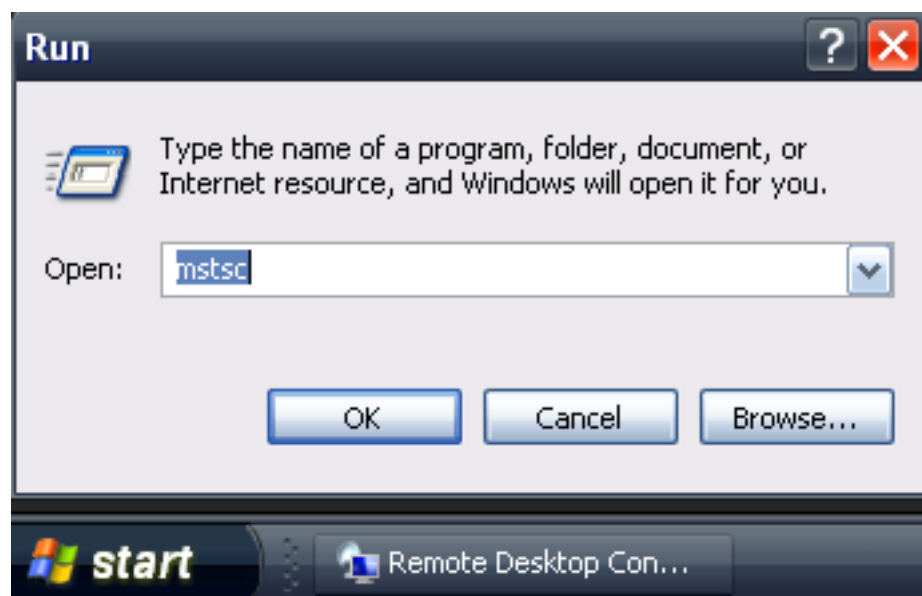 Run
Type the name of a program, folder, document, or
Internet resource, and Windows will open it for you.
Open:
mstsc
OK
Cancel
Browse...
start
Remote Desktop Con...